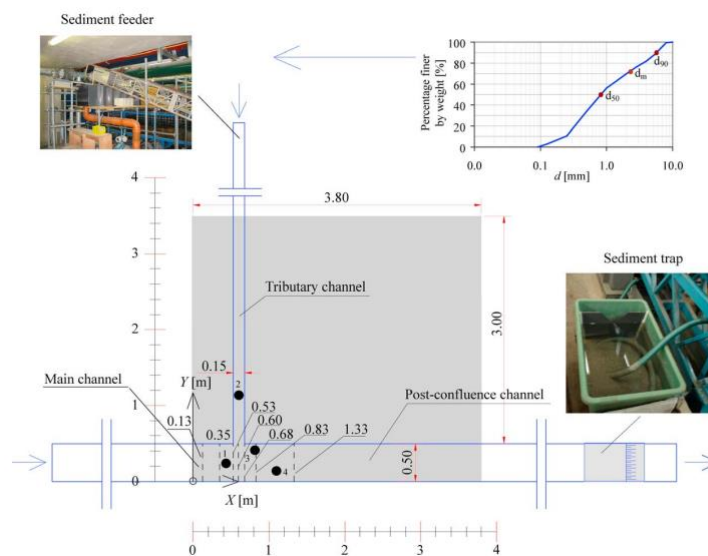 Sediment feeder
Percentage finer
by weight [%]
100
80
60
40
20
0
d90
dm
d50
0.0
0.1
1.0
10.0
d [mm]
4
3
2
1
0
3.80
Tributary channel
3.00
Sediment trap
0.15
2
Main channel
Y [m]
0.53
Post-confluence channel
0.13
0.35
0.60
0.83
1.33
1
3
0.68
4
0.50
X [m]
0
1
2
3
4